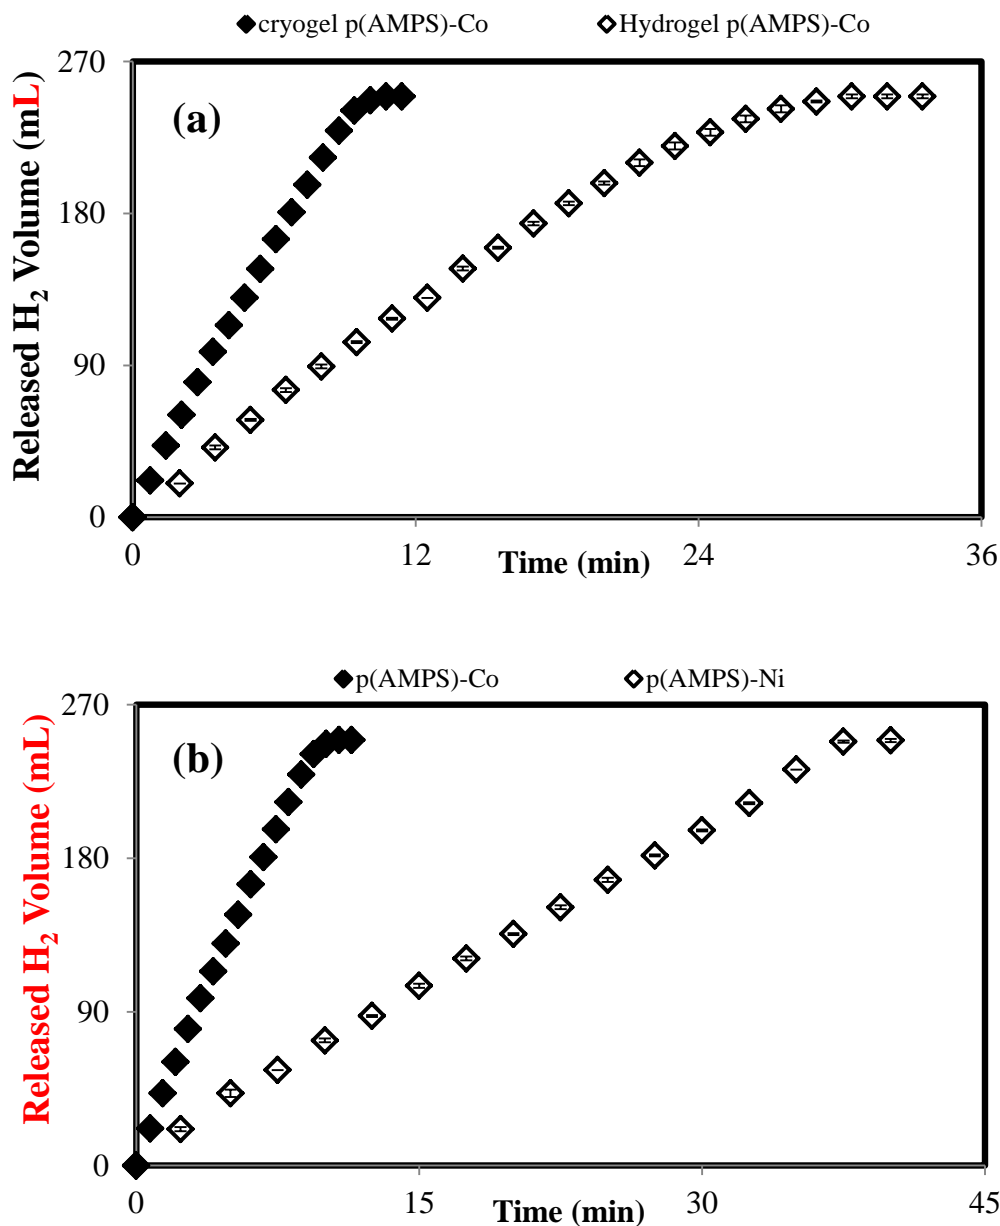 cryogel p(AMPS)-Co Hydrogel p(AMPS)-Co
270
(a)
180
90
0
Released H₂ Volume (mL)
0 12 24 36
Time (min)
p(AMPS)-Co p(AMPS)-Ni
270
(b)
180
90
0
Released H₂ Volume (mL)
0 15 30 45
Time (min)